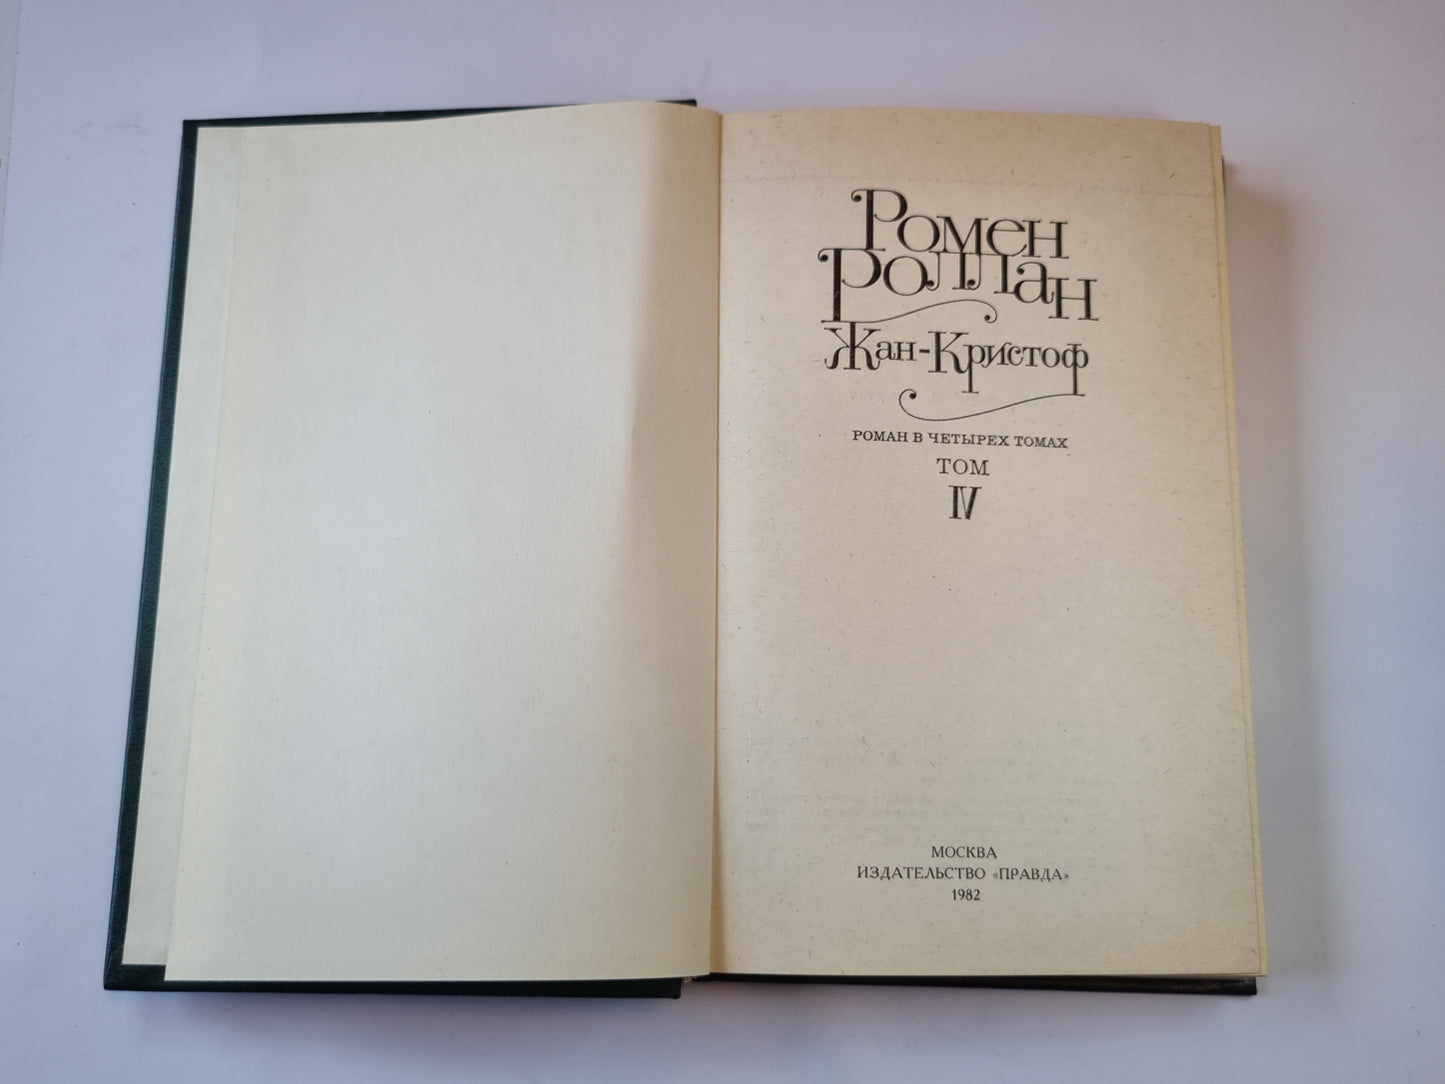 Ромен
Роллан
Жан-Кристоф
РОМАН В ЧЕТЫРЕХ ТОМАХ
ТОМ
IV
МОСКВА
ИЗДАТЕЛЬСТВО «ПРАВДА»
1982